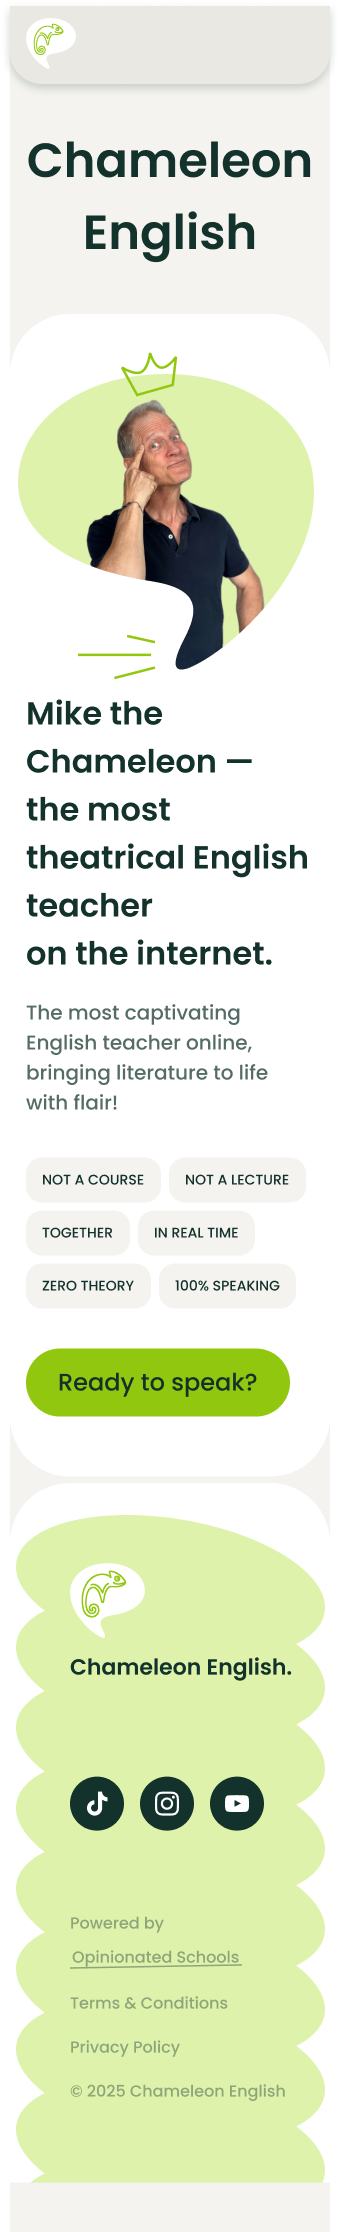 Chameleon
English
Mike the
Chameleon —
the most
theatrical English
teacher
on the internet.
The most captivating
English teacher online,
bringing literature to life
with flair!
NOT A COURSE
NOT A LECTURE
TOGETHER
IN REAL TIME
ZERO THEORY
100% SPEAKING
Ready to speak?
Chameleon English.
Powered by
Opinionated Schools
Terms & Conditions
Privacy Policy
© 2025 Chameleon English